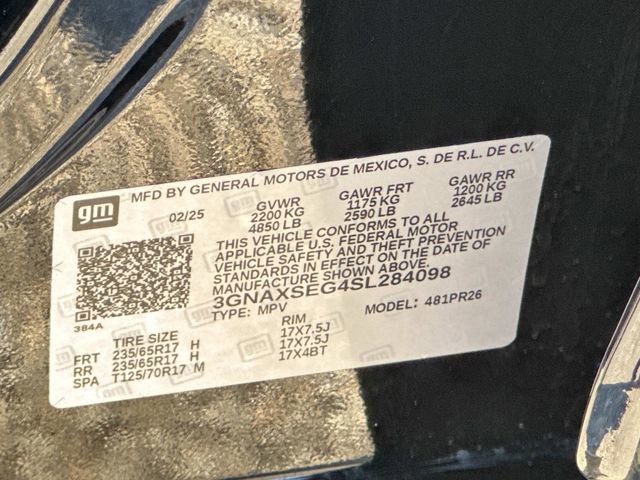 gm
MFD BY GENERAL MOTORS DE MEXICO, S. DE R.L. DE C.V.
02/25 GVWR GAWR FRT GAWR RR
2200 KG 1175 KG 1200 KG
4850 LB 2590 LB 2645 LB
THIS VEHICLE CONFORMS TO ALL
APPLICABLE U.S. FEDERAL MOTOR
VEHICLE SAFETY AND THEFT PREVENTION
STANDARDS IN EFFECT ON THE DATE OF
MANUFACTURE SHOWN ABOVE.
3GNAXSEG4SL284098
TYPE: MPV MODEL: 481PR26
384A
TIRE SIZE RIM
FRT 235/65R17 H 17X7.5J
RR 235/65R17 H 17X7.5J
SPA T125/70R17 M 17X4BT